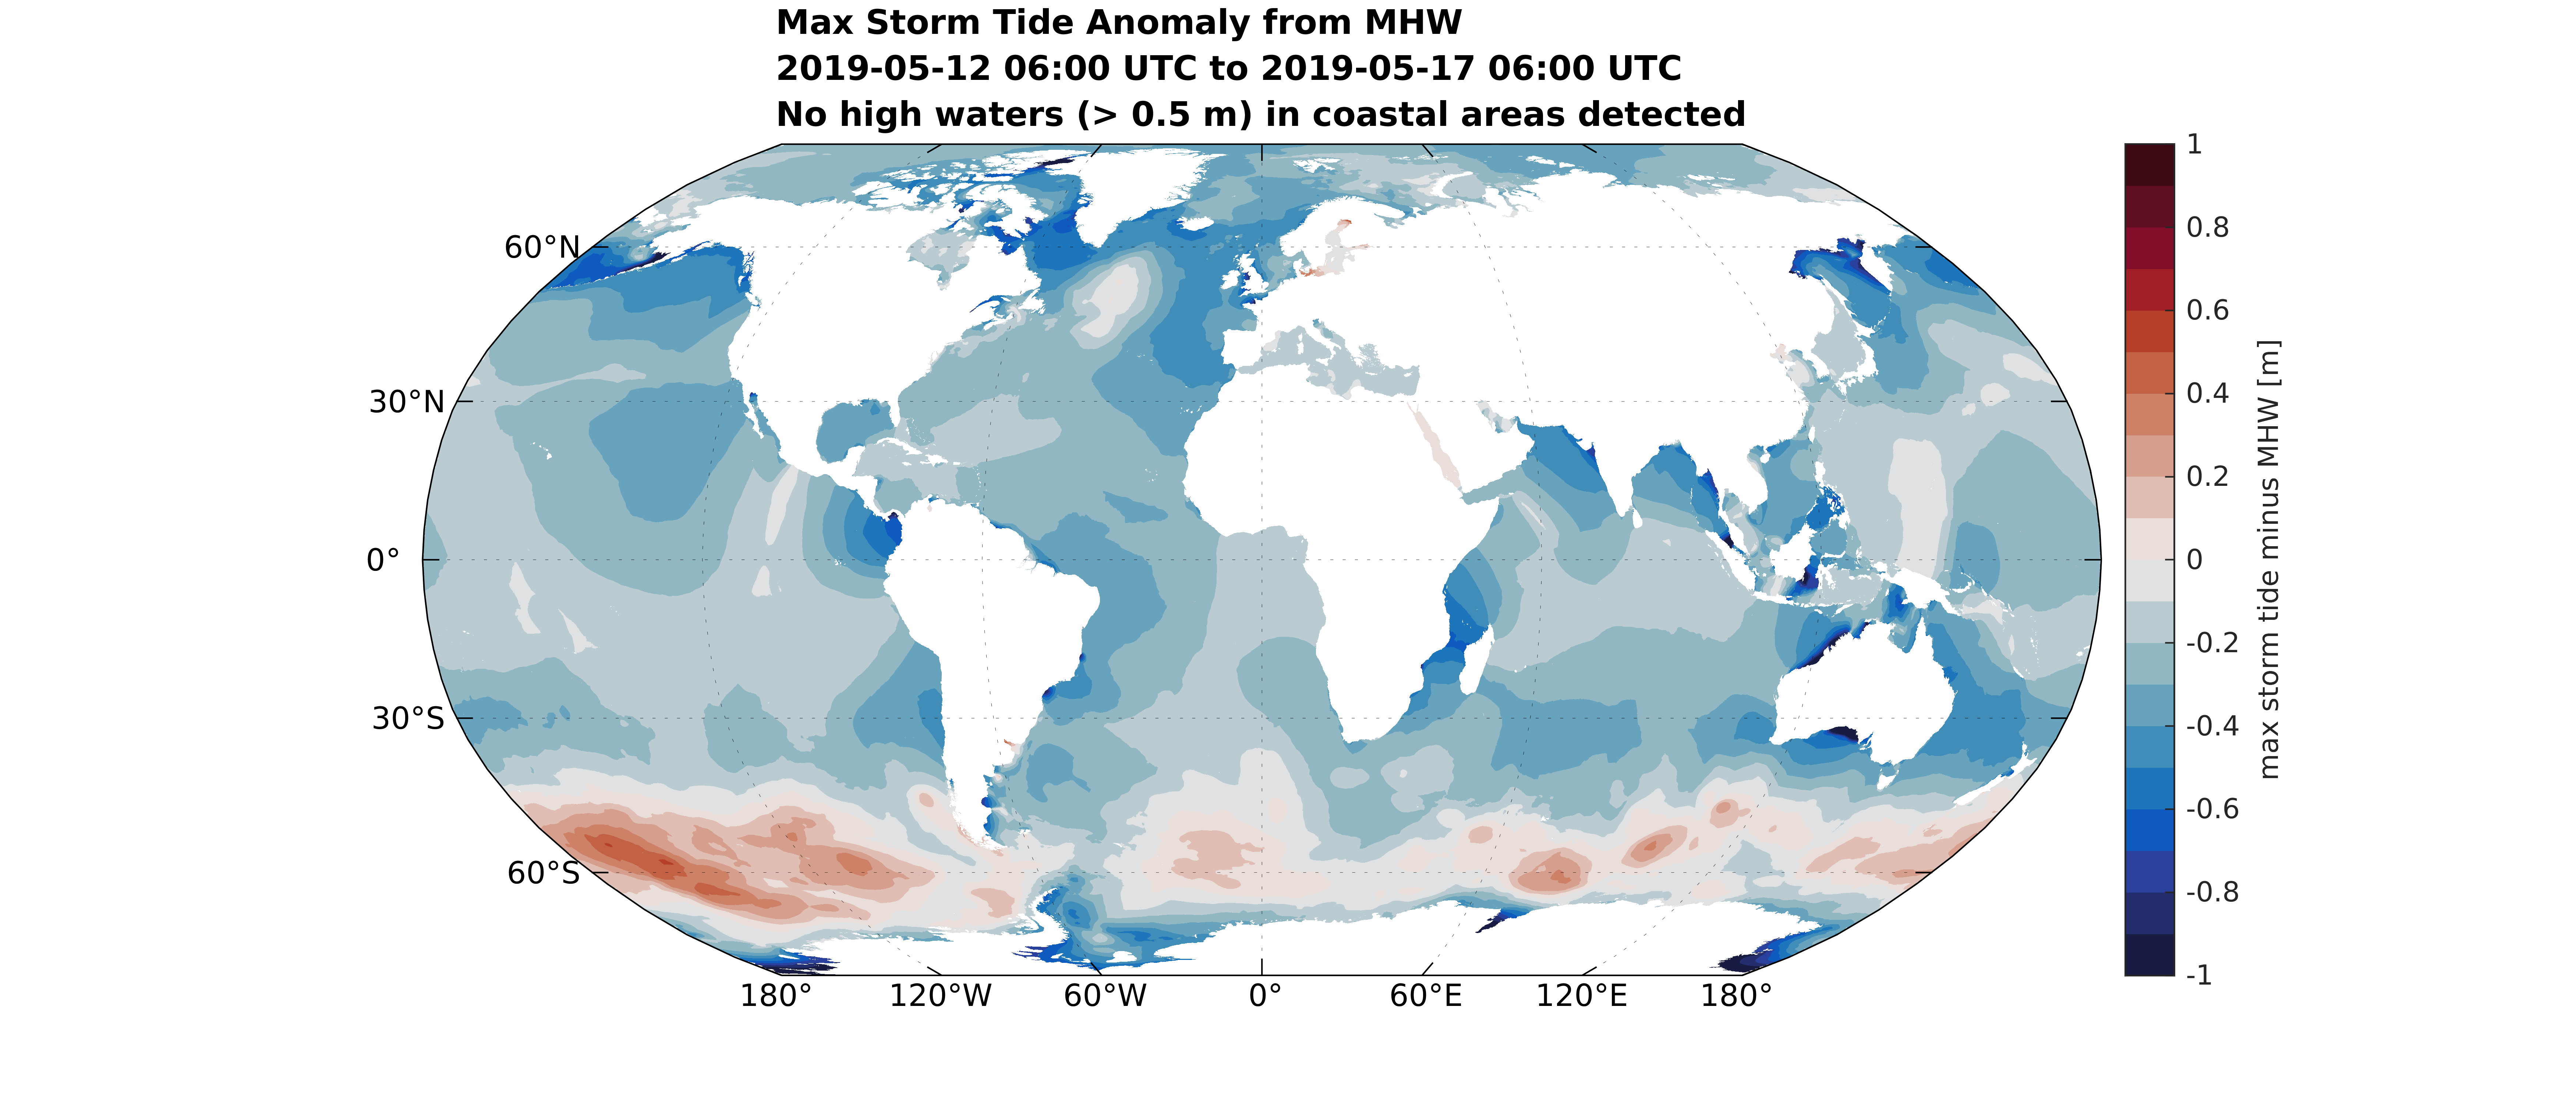 Max Storm Tide Anomaly from MHW
2019-05-12 06:00 UTC to 2019-05-17 06:00 UTC
No high waters (> 0.5 m) in coastal areas detected
60°N
30°N
0°
30°S
60°S
180°
120°W
60°W
0°
60°E
120°E
180°
1
0.8
0.6
0.4
0.2
0
-0.2
-0.4
-0.6
-0.8
-1
max storm tide minus MHW [m]